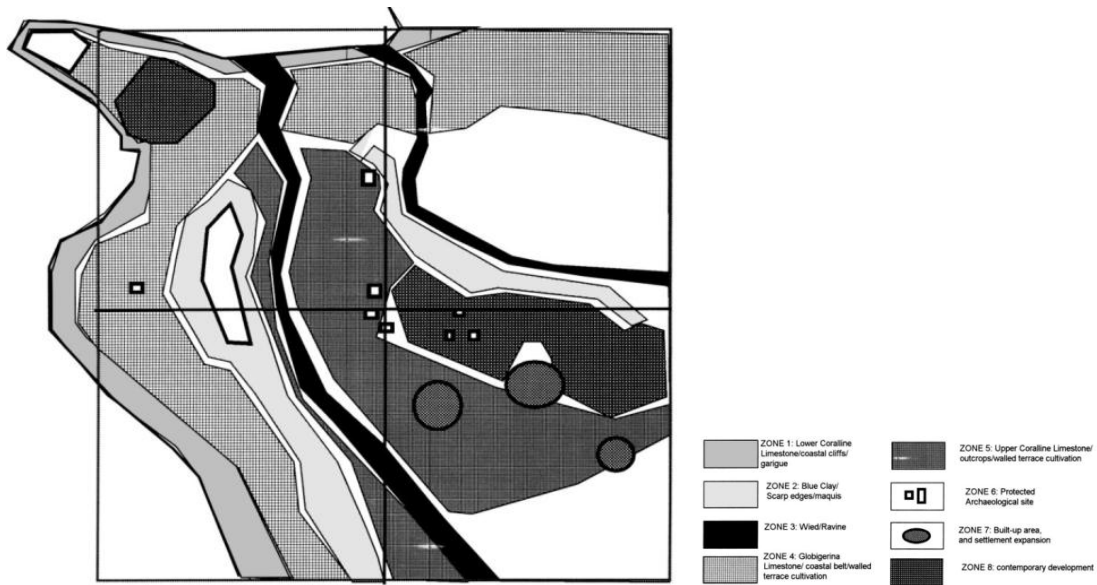 ZONE 1: Lower Coralline
Limestone/coastal cliffs/
garigue
ZONE 2: Blue Clay/
Scarp edges/maquis
ZONE 3: Wied/Ravine
ZONE 4: Globigerina
Limestone/ coastal belt/walled
terrace cultivation
ZONE 5: Upper Coralline Limestone/
outcrops/walled terrace cultivation
ZONE 6: Protected
Archaeological site
ZONE 7: Built-up area,
and settlement expansion
ZONE 8: contemporary development